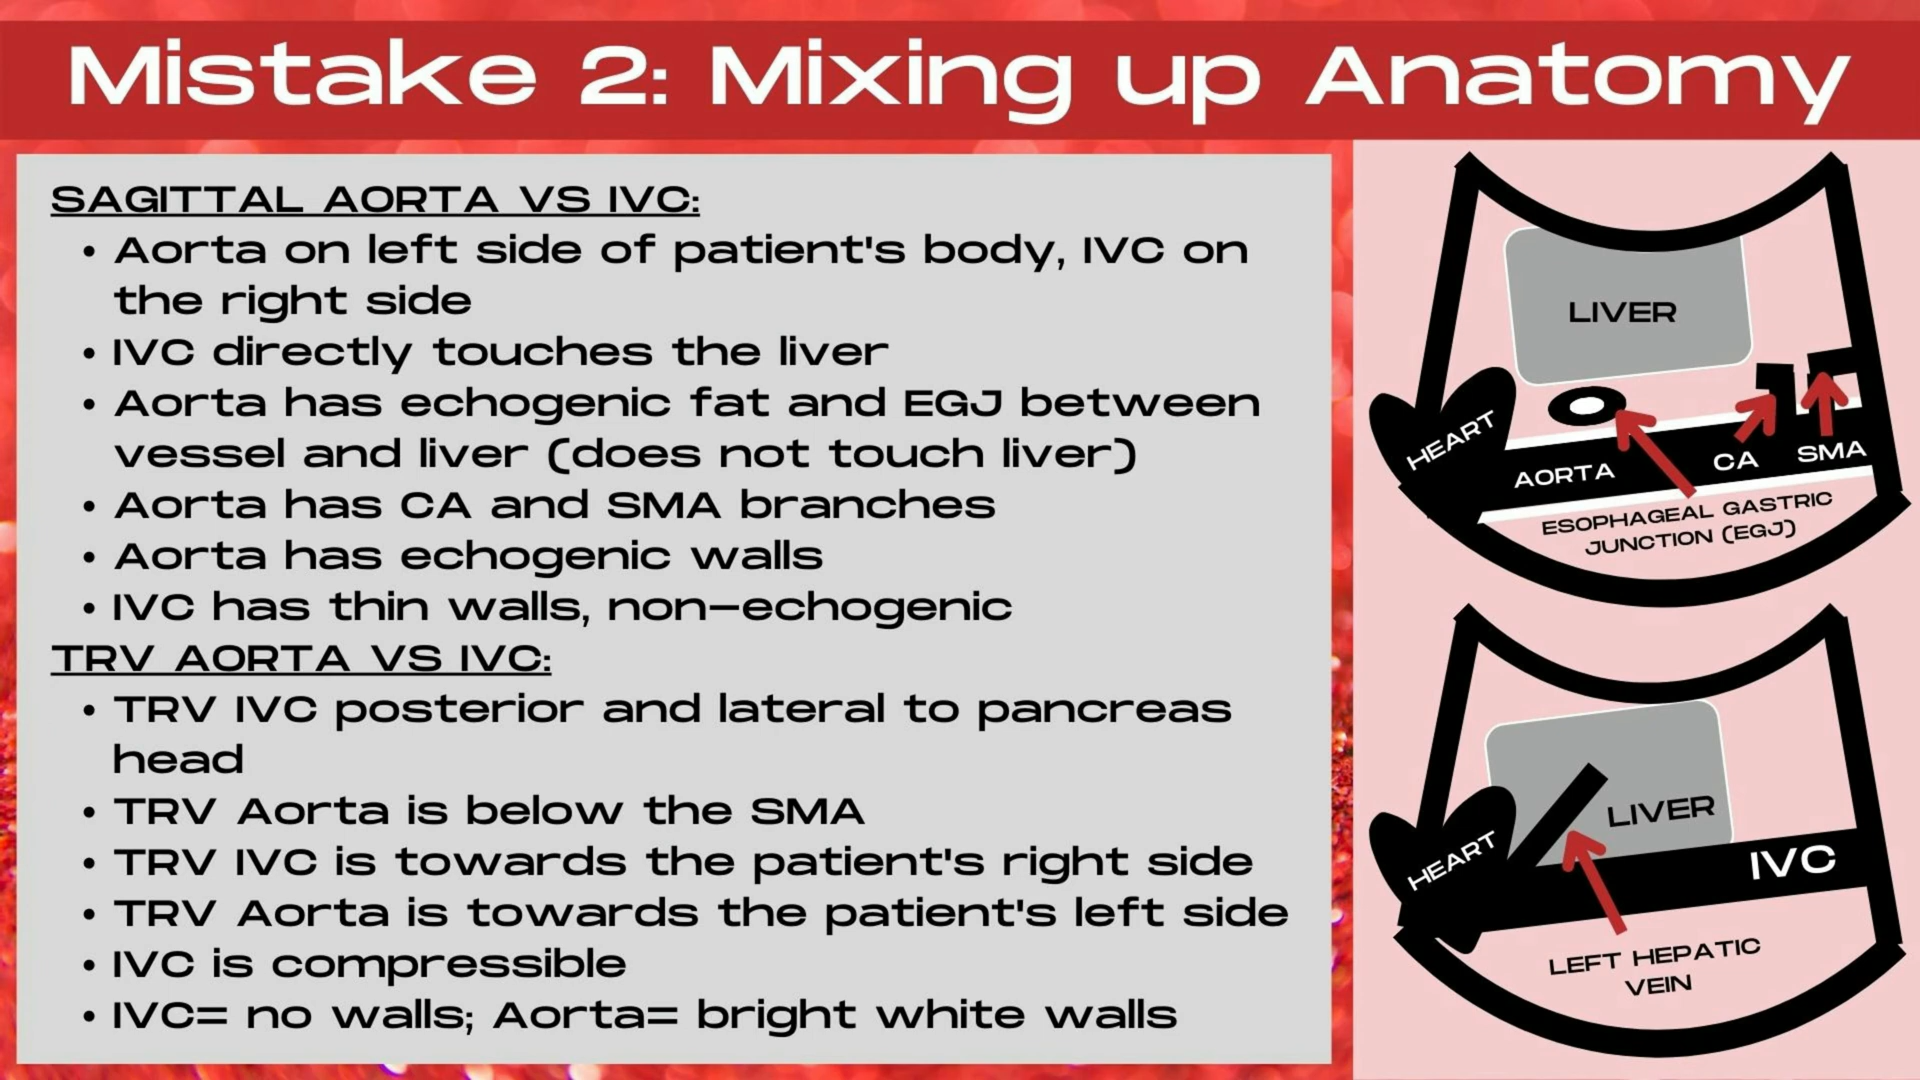 Mistake 2: Mixing up Anatomy
SAGITTAL AORTA VS IVC:
• Aorta on left side of patient's body, IVC on
the right side
• IVC directly touches the liver
• Aorta has echogenic fat and EGJ between
vessel and liver (does not touch liver)
• Aorta has CA and SMA branches
• Aorta has echogenic walls
• IVC has thin walls, non-echogenic
TRV AORTA VS IVC:
• TRV IVC posterior and lateral to pancreas
head
• TRV Aorta is below the SMA
• TRV IVC is towards the patient's right side
• TRV Aorta is towards the patient's left side
• IVC is compressible
• IVC= no walls; Aorta= bright white walls
LIVER
HEART
AORTA
CA
SMA
ESOPHAGEAL GASTRIC
JUNCTION (EGJ)
LIVER
HEART
IVC
LEFT HEPATIC
VEIN